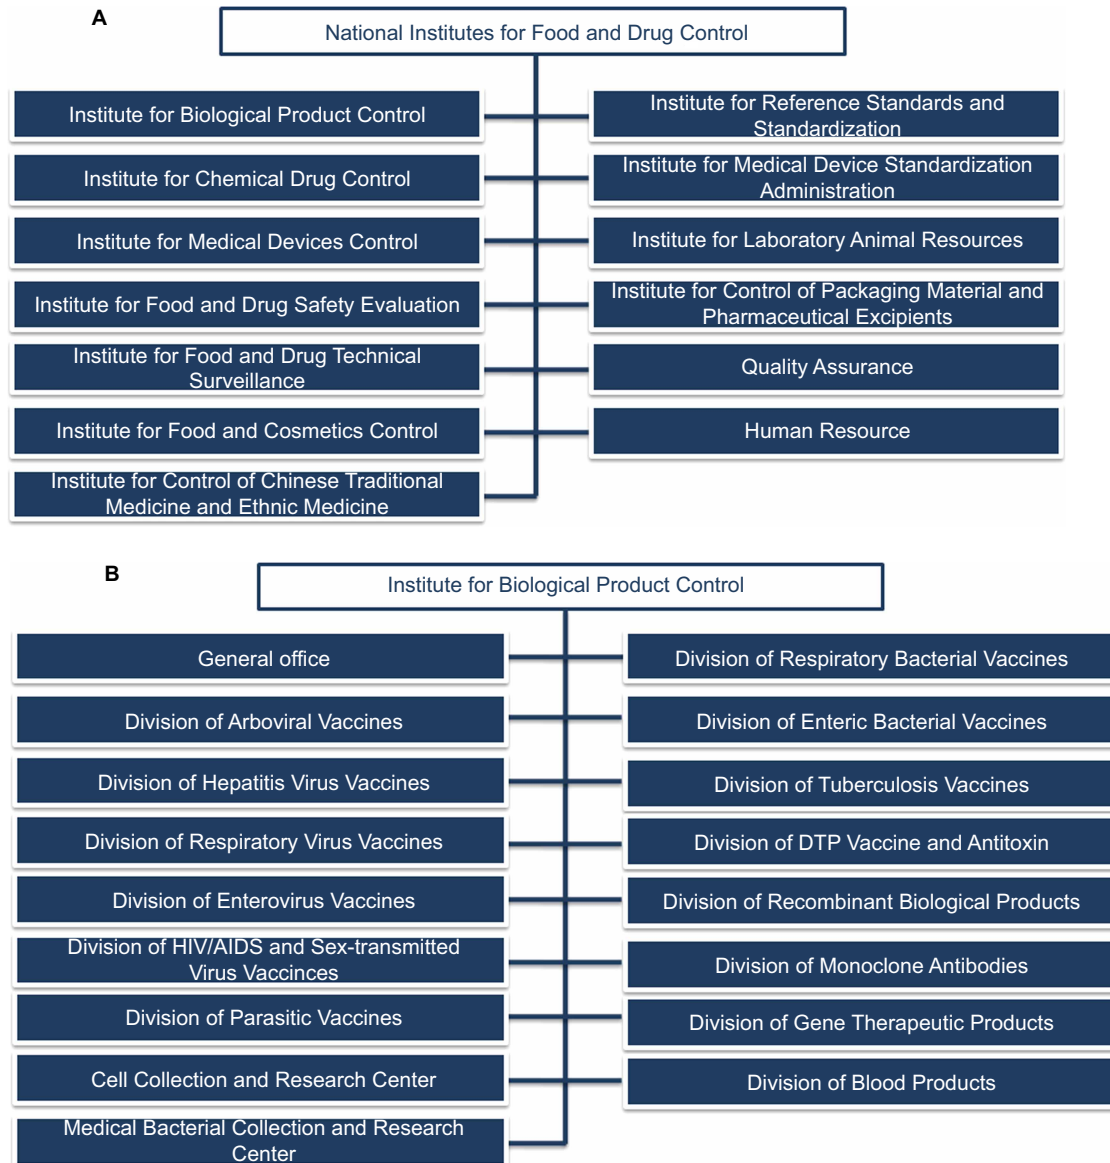 A
National Institutes for Food and Drug Control
Institute for Biological Product Control
Institute for Chemical Drug Control
Institute for Medical Devices Control
Institute for Food and Drug Safety Evaluation
Institute for Food and Drug Technical
Surveillance
Institute for Food and Cosmetics Control
Institute for Control of Chinese Traditional
Medicine and Ethnic Medicine
Institute for Reference Standards and
Standardization
Institute for Medical Device Standardization
Administration
Institute for Laboratory Animal Resources
Institute for Control of Packaging Material and
Pharmaceutical Excipients
Quality Assurance
Human Resource
B
Institute for Biological Product Control
General office
Division of Arboviral Vaccines
Division of Hepatitis Virus Vaccines
Division of Respiratory Virus Vaccines
Division of Enterovirus Vaccines
Division of HIV/AIDS and Sex-transmitted
Virus Vaccinces
Division of Parasitic Vaccines
Cell Collection and Research Center
Medical Bacterial Collection and Research
Center
Division of Respiratory Bacterial Vaccines
Division of Enteric Bacterial Vaccines
Division of Tuberculosis Vaccines
Division of DTP Vaccine and Antitoxin
Division of Recombinant Biological Products
Division of Monoclone Antibodies
Division of Gene Therapeutic Products
Division of Blood Products